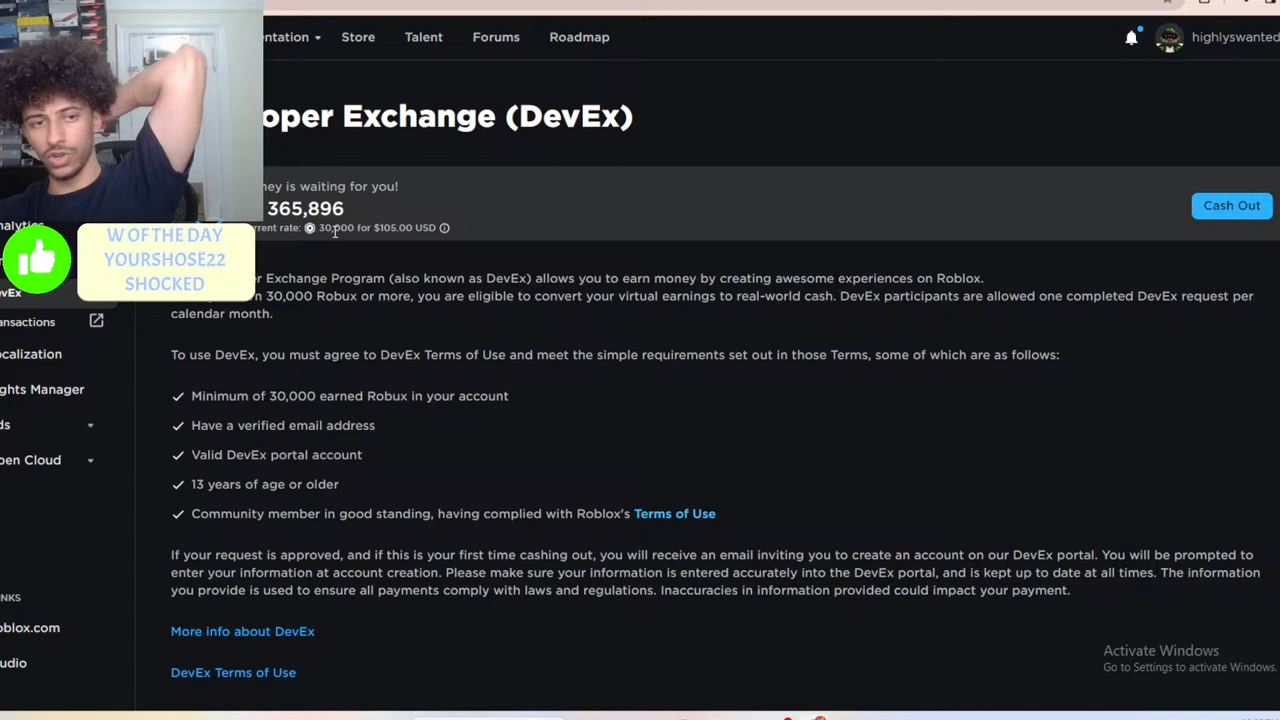 entation
Store
Talent
Forums
Roadmap
highlyswanted
oper Exchange (DevEx)
ney is waiting for you!
365,896
rrent rate: 30,000 for $105.00 USD
Cash Out
W OF THE DAY
YOURSHOSE22
SHOCKED
nalytics
evEx
ansactions
ocalization
ghts Manager
ds
pen Cloud
er Exchange Program (also known as DevEx) allows you to earn money by creating awesome experiences on Roblox.
n 30,000 Robux or more, you are eligible to convert your virtual earnings to real-world cash. DevEx participants are allowed one completed DevEx request per
calendar month.
To use DevEx, you must agree to DevEx Terms of Use and meet the simple requirements set out in those Terms, some of which are as follows:
Minimum of 30,000 earned Robux in your account
Have a verified email address
Valid DevEx portal account
13 years of age or older
Community member in good standing, having complied with Roblox's Terms of Use
If your request is approved, and if this is your first time cashing out, you will receive an email inviting you to create an account on our DevEx portal. You will be prompted to
enter your information at account creation. Please make sure your information is entered accurately into the DevEx portal, and is kept up to date at all times. The information
you provide is used to ensure all payments comply with laws and regulations. Inaccuracies in information provided could impact your payment.
More info about DevEx
DevEx Terms of Use
NKS
oblox.com
udio
Activate Windows
Go to Settings to activate Windows.